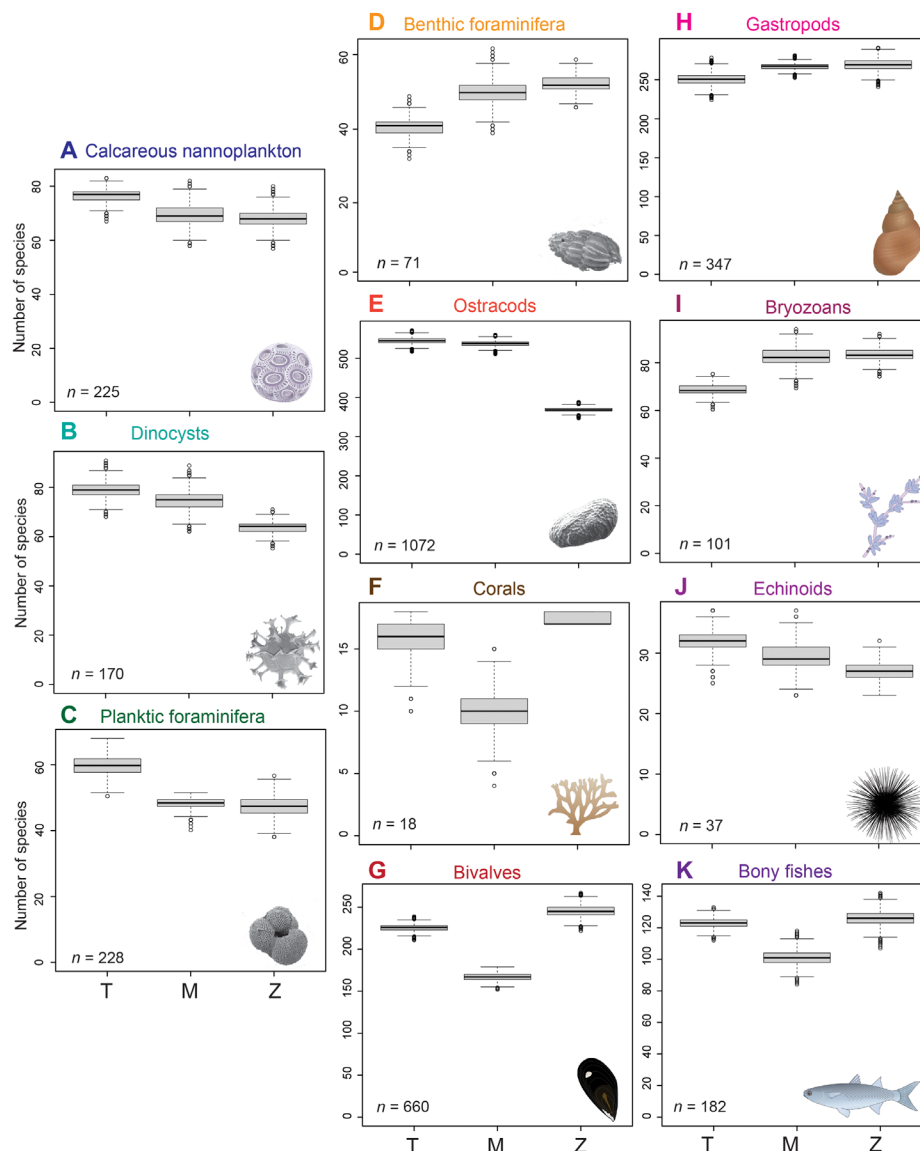 A Calcareous nannoplankton
Number of species
80
60
40
20
0
n = 225
B Dinocysts
Number of species
80
60
40
20
0
n = 170
C Planktic foraminifera
Number of species
60
40
20
0
n = 228
T M Z
D Benthic foraminifera
60
40
20
0
n = 71
E Ostracods
500
400
300
200
100
0
n = 1072
F Corals
15
10
5
0
n = 18
G Bivalves
250
200
150
100
50
0
n = 660
T M Z
H Gastropods
250
200
150
100
50
0
n = 347
I Bryozoans
80
60
40
20
0
n = 101
J Echinoids
30
20
10
0
n = 37
K Bony fishes
140
120
100
80
60
40
20
0
n = 182
T M Z